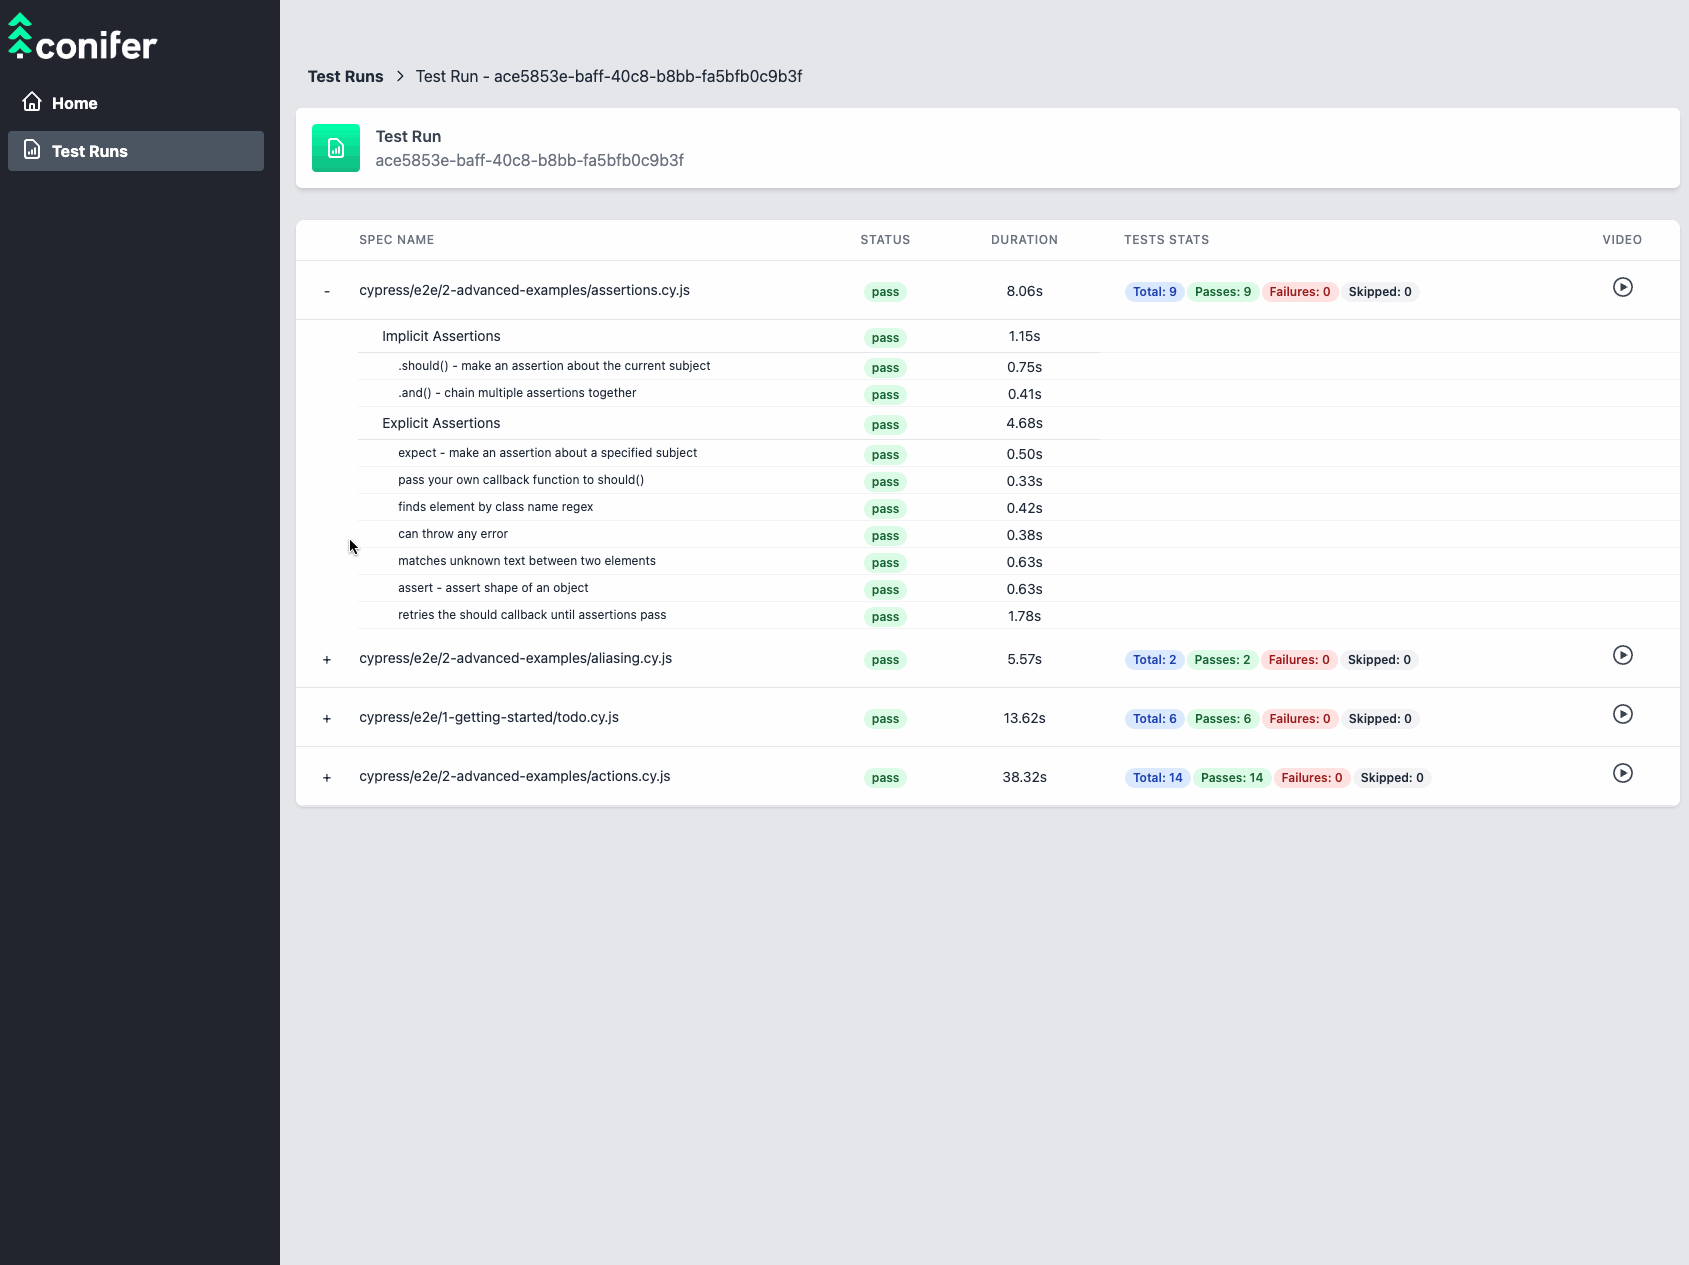 conifer
Home
Test Runs
Test Runs > Test Run - ace5853e-baff-40c8-b8bb-fa5bfb0c9b3f
Test Run
ace5853e-baff-40c8-b8bb-fa5bfb0c9b3f
SPEC NAME STATUS DURATION TESTS STATS VIDEO
- cypress/e2e/2-advanced-examples/assertions.cy.js pass 8.06s Total: 9 Passes: 9 Failures: 0 Skipped: 0
Implicit Assertions pass 1.15s
.should() - make an assertion about the current subject pass 0.75s
.and() - chain multiple assertions together pass 0.41s
Explicit Assertions pass 4.68s
expect - make an assertion about a specified subject pass 0.50s
pass your own callback function to should() pass 0.33s
finds element by class name regex pass 0.42s
can throw any error pass 0.38s
matches unknown text between two elements pass 0.63s
assert - assert shape of an object pass 0.63s
retries the should callback until assertions pass pass 1.78s
+ cypress/e2e/2-advanced-examples/aliasing.cy.js pass 5.57s Total: 2 Passes: 2 Failures: 0 Skipped: 0
+ cypress/e2e/1-getting-started/todo.cy.js pass 13.62s Total: 6 Passes: 6 Failures: 0 Skipped: 0
+ cypress/e2e/2-advanced-examples/actions.cy.js pass 38.32s Total: 14 Passes: 14 Failures: 0 Skipped: 0